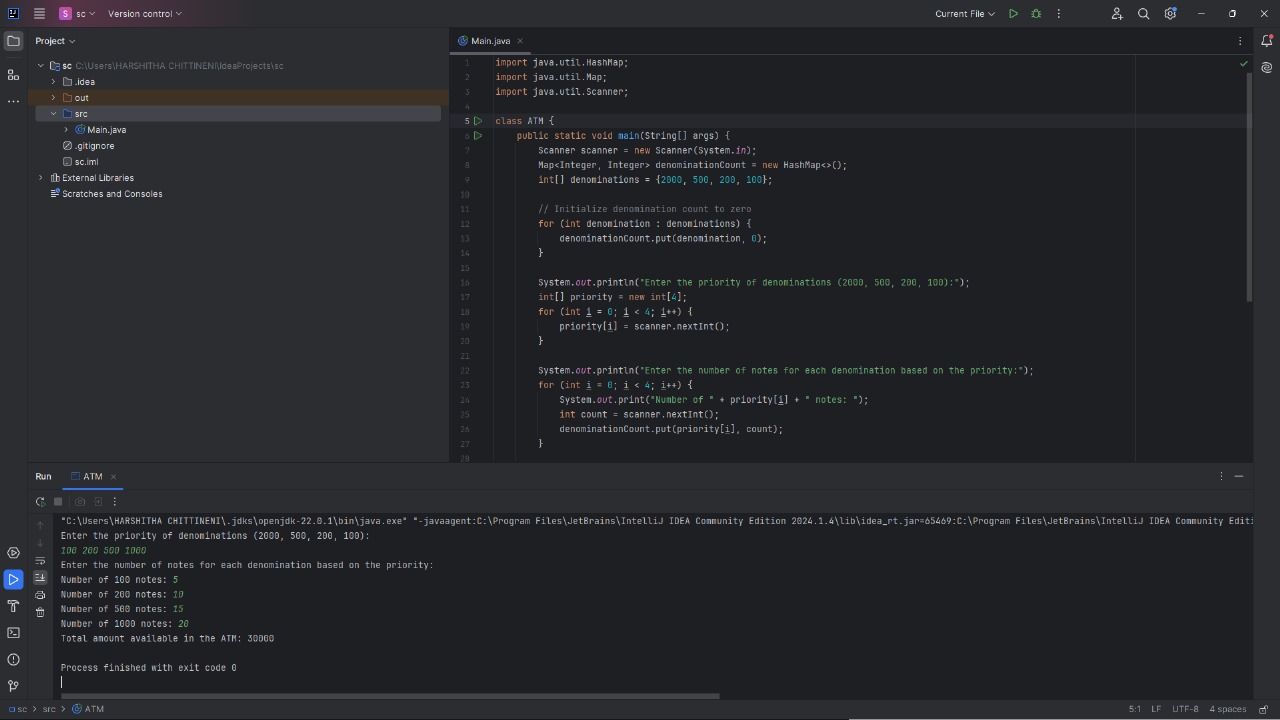 S sc Version control Current File
Project
Main.java
sc C:\Users\HARSHITHA CHITTINENI\IdeaProjects\sc
.idea
out
src
Main.java
.gitignore
sc.iml
External Libraries
Scratches and Consoles
1 import java.util.HashMap;
2 import java.util.Map;
3 import java.util.Scanner;
4
5 class ATM {
6 public static void main(String[] args) {
7 Scanner scanner = new Scanner(System.in);
8 Map<Integer, Integer> denominationCount = new HashMap<>();
9 int[] denominations = {2000, 500, 200, 100};
10
11 // Initialize denomination count to zero
12 for (int denomination : denominations) {
13 denominationCount.put(denomination, 0);
14 }
15
16 System.out.println("Enter the priority of denominations (2000, 500, 200, 100):");
17 int[] priority = new int[4];
18 for (int i = 0; i < 4; i++) {
19 priority[i] = scanner.nextInt();
20 }
21
22 System.out.println("Enter the number of notes for each denomination based on the priority:");
23 for (int i = 0; i < 4; i++) {
24 System.out.print("Number of " + priority[i] + " notes: ");
25 int count = scanner.nextInt();
26 denominationCount.put(priority[i], count);
27 }
28
Run ATM
"C:\Users\HARSHITHA CHITTINENI\.jdks\openjdk-22.0.1\bin\java.exe" "-javaagent:C:\Program Files\JetBrains\IntelliJ IDEA Community Edition 2024.1.4\lib\idea_rt.jar=65469:C:\Program Files\JetBrains\IntelliJ IDEA Community Editi
Enter the priority of denominations (2000, 500, 200, 100):
100 200 500 1000
Enter the number of notes for each denomination based on the priority:
Number of 100 notes: 5
Number of 200 notes: 10
Number of 500 notes: 15
Number of 1000 notes: 20
Total amount available in the ATM: 30000
Process finished with exit code 0
sc > src > ATM 5:1 LF UTF-8 4 spaces